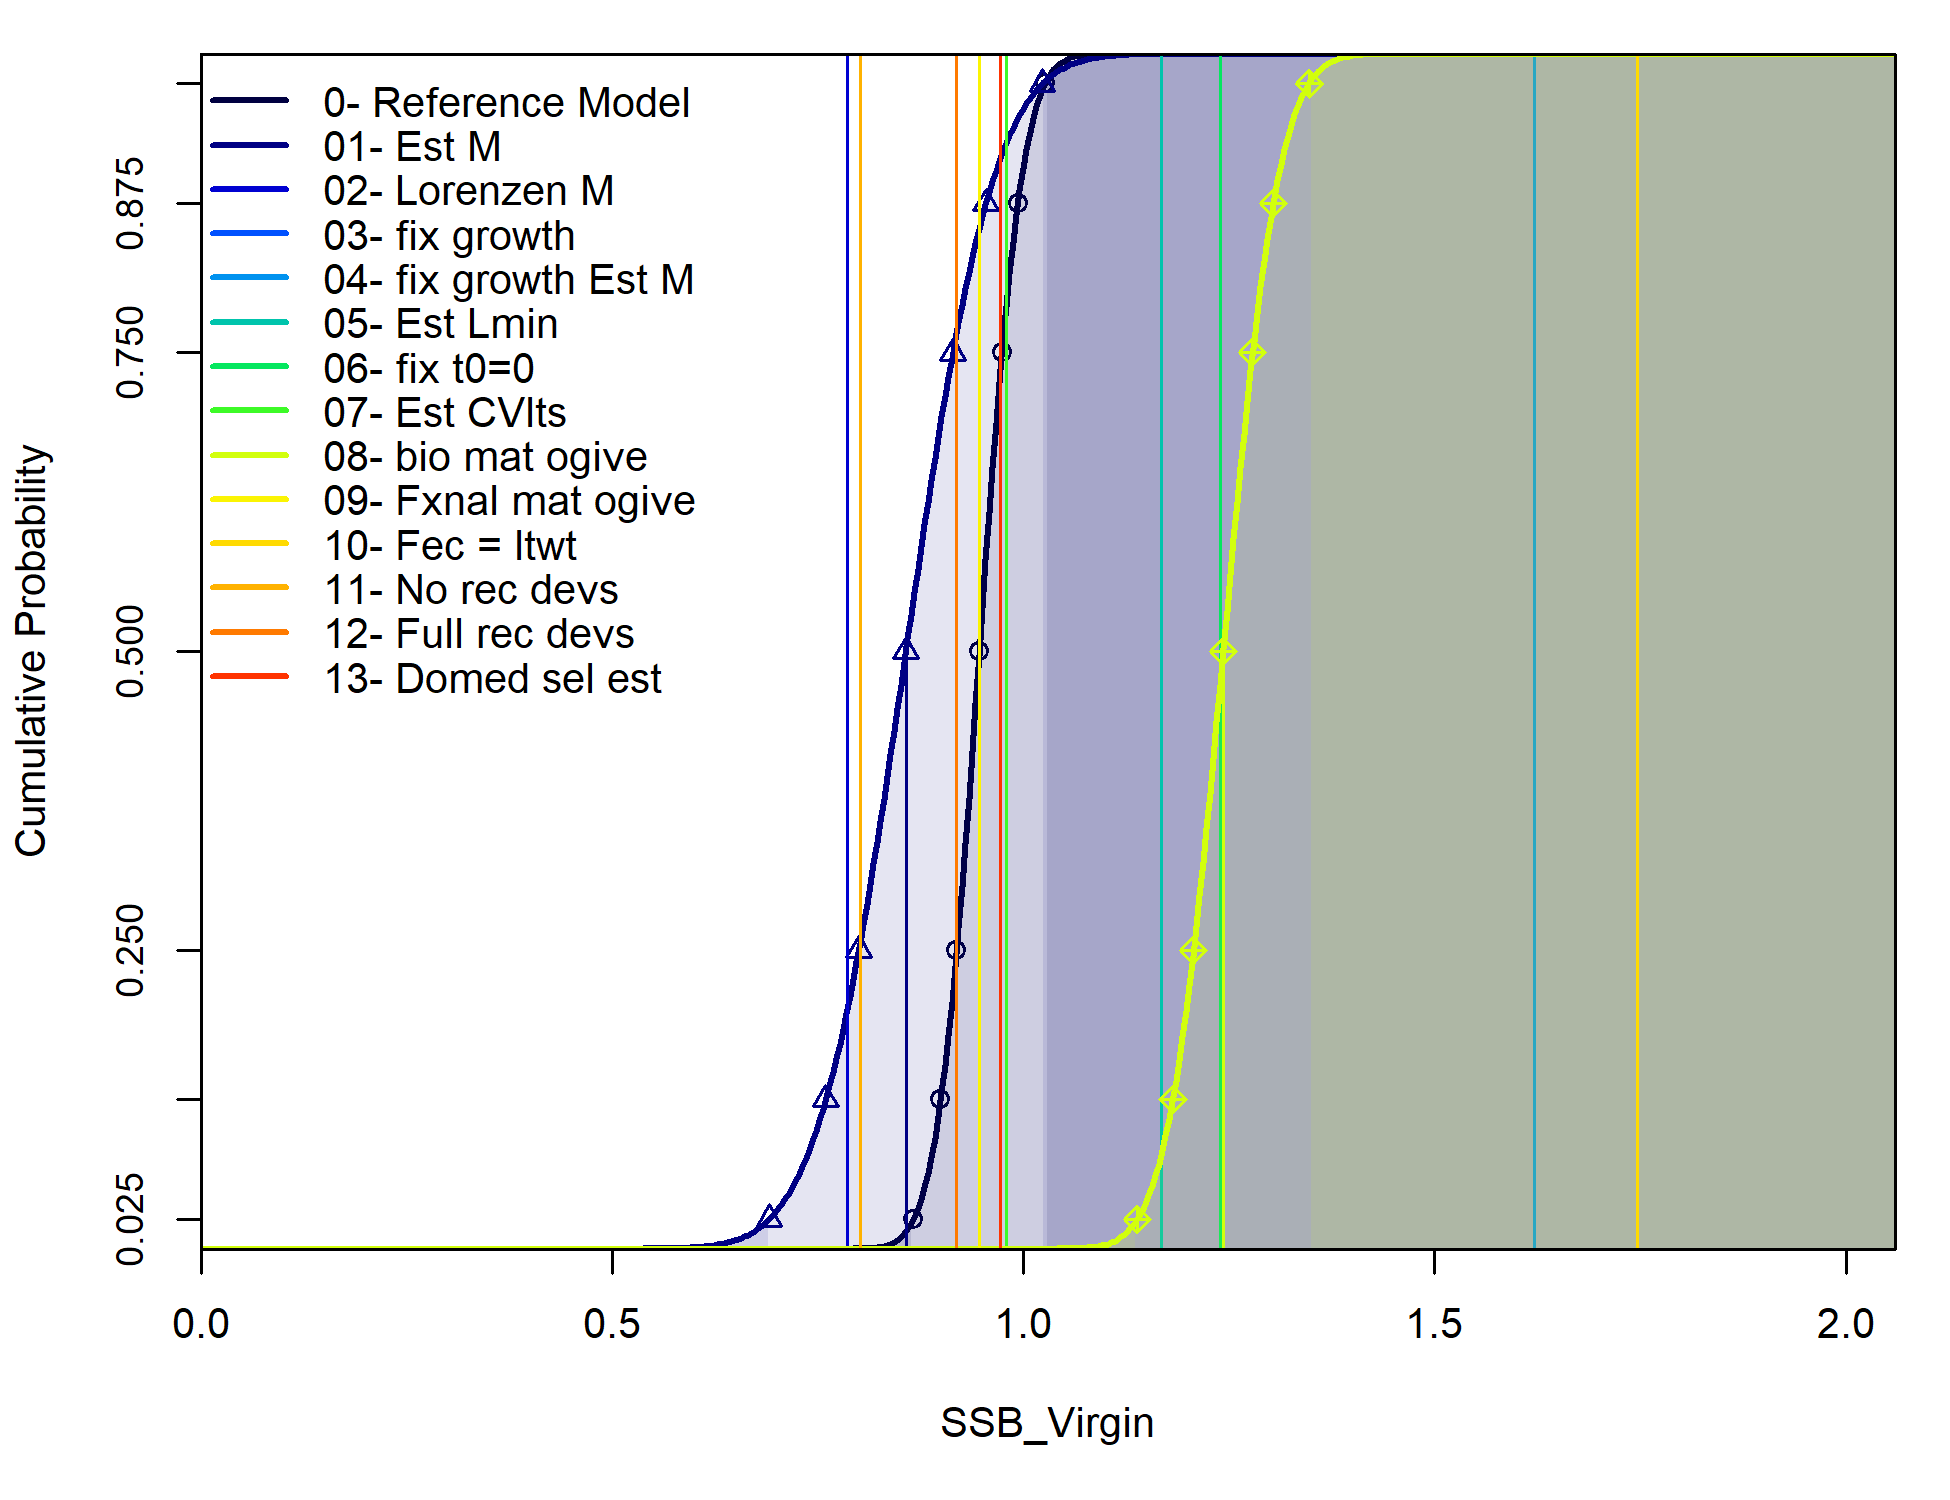 0- Reference Model
01- Est M
02- Lorenzen M
03- fix growth
04- fix growth Est M
05- Est Lmin
06- fix t0=0
07- Est CVlts
08- bio mat ogive
09- Fxnal mat ogive
10- Fec = ltwt
11- No rec devs
12- Full rec devs
13- Domed sel est
Cumulative Probability
0.875
0.750
0.500
0.250
0.025
0.0 0.5 1.0 1.5 2.0
SSB_Virgin